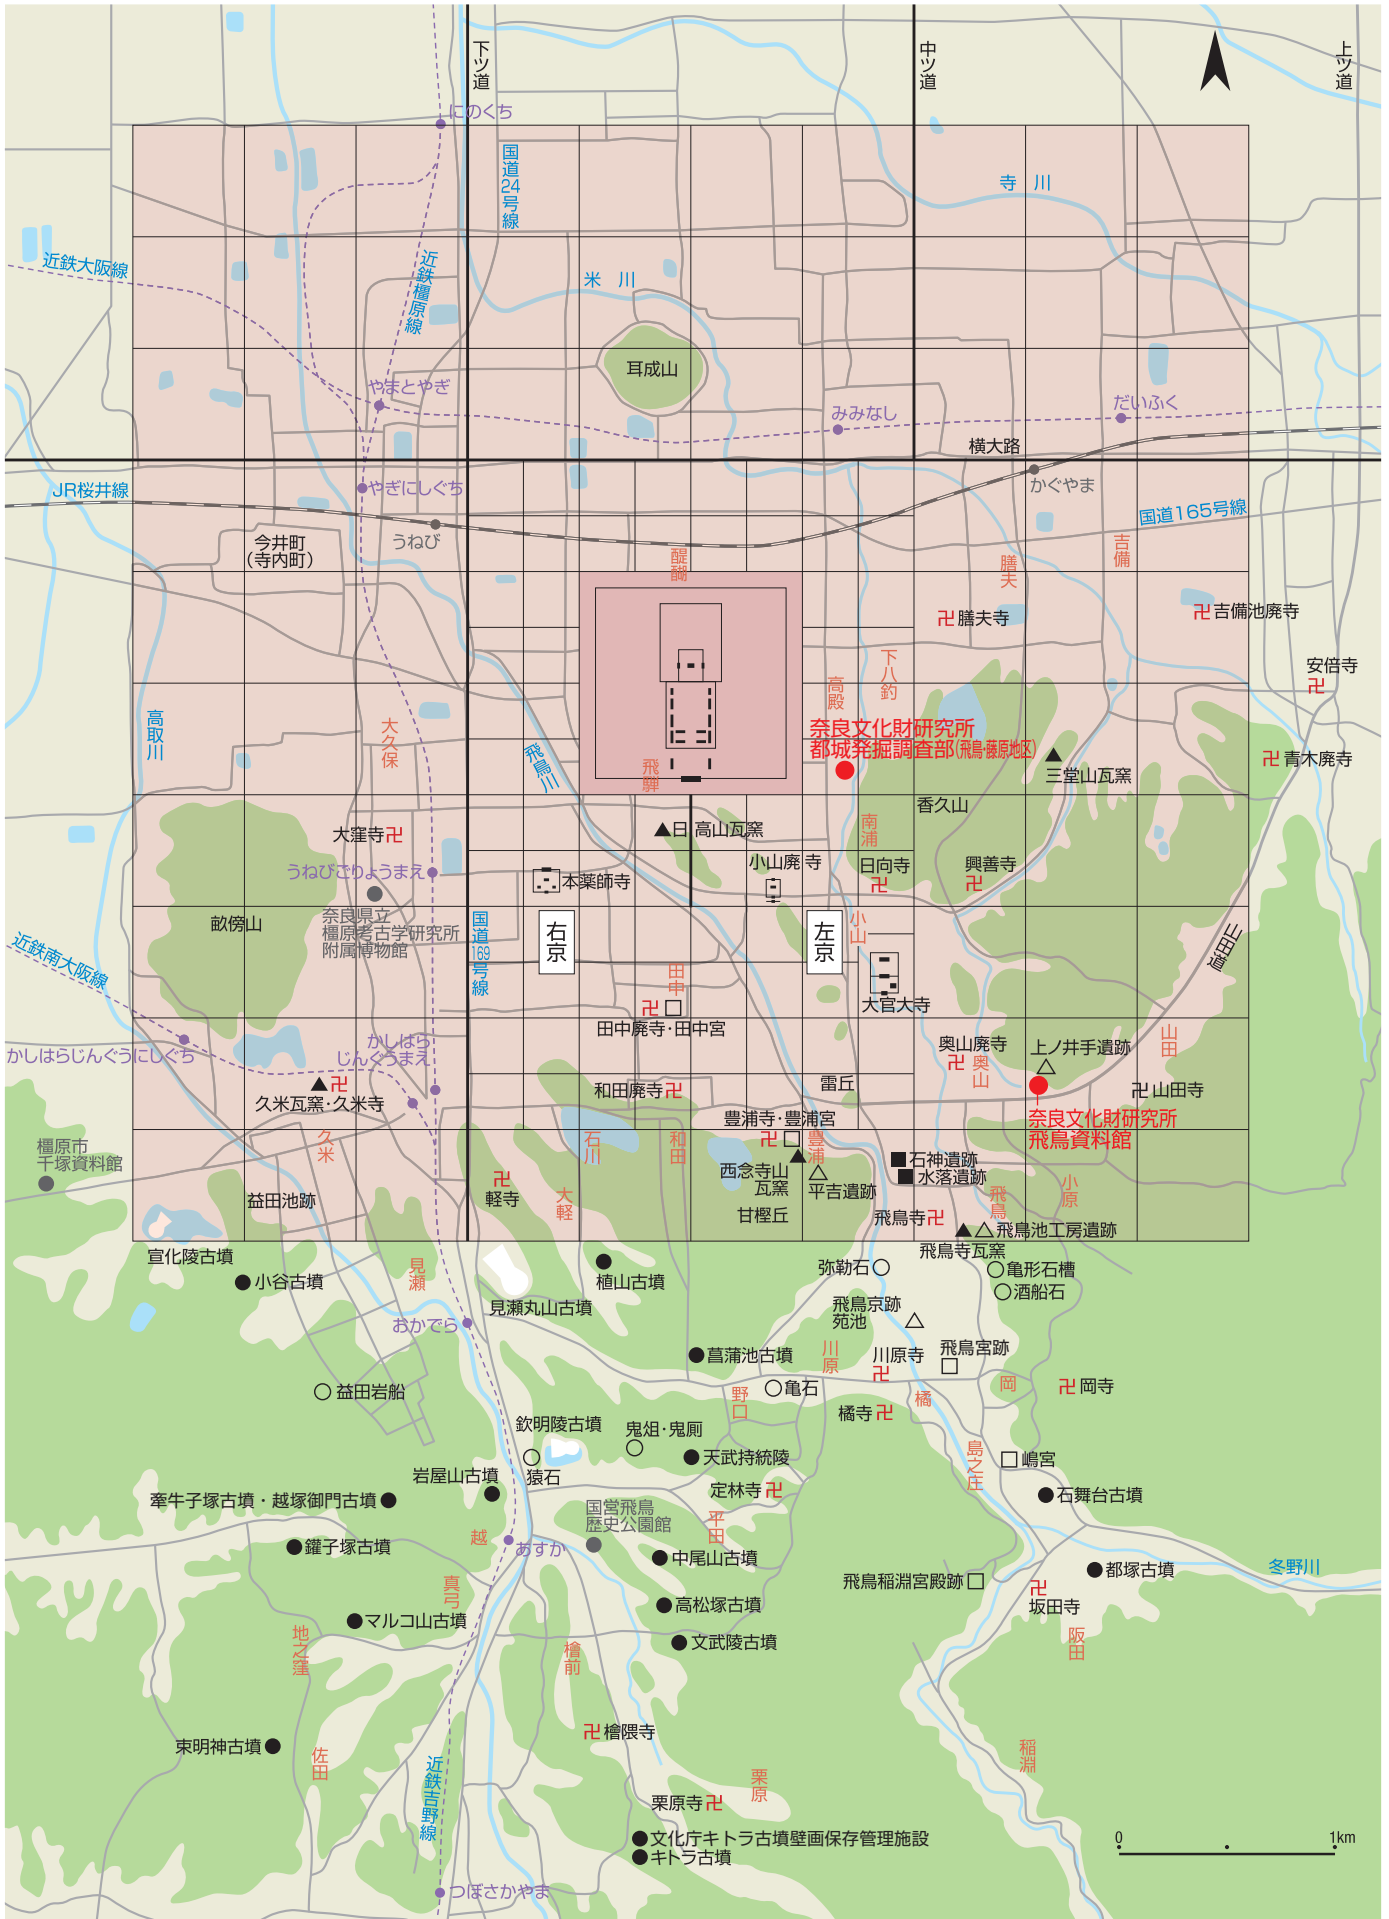 下ツ道
中ツ道
上ツ道
にのくち
国道24号線
寺 川
近鉄大阪線
近鉄橿原線
米 川
耳成山
やまとやぎ
みみなし
だいふく
横大路
JR桜井線
やぎにしぐち
かぐやま
国道165号線
うねび
今井町
（寺内町）
醍醐
膳夫
吉備
膳夫寺
吉備池廃寺
下八釣
高殿
安倍寺
高取川
大久保
飛鳥川
飛騨
奈良文化財研究所
都城発掘調査部(飛鳥・藤原地区)
三堂山瓦窯
青木廃寺
香久山
大窪寺
日高山瓦窯
南浦
小山廃寺
日向寺
興善寺
うねびごりょうまえ
本薬師寺
奈良県立
橿原考古学研究所
附属博物館
畝傍山
国道169号線
右京
左京
小山
山田道
近鉄南大阪線
田中
大官大寺
田中廃寺・田中宮
かしはらじんぐうにしぐち
かしはら
じんぐうまえ
奥山廃寺
奥山
上ノ井手遺跡
山田
久米瓦窯・久米寺
和田廃寺
雷丘
山田寺
奈良文化財研究所
飛鳥資料館
橿原市
千塚資料館
久米
石川
和田
豊浦寺・豊浦宮
豊浦
石神遺跡
水落遺跡
益田池跡
軽寺
大軽
西念寺山
瓦窯
平吉遺跡
小原
飛鳥
甘樫丘
飛鳥寺
飛鳥池工房遺跡
飛鳥寺瓦窯
宣化陵古墳
小谷古墳
見瀬
植山古墳
弥勒石
亀形石槽
酒船石
見瀬丸山古墳
飛鳥京跡
苑池
おかでら
菖蒲池古墳
川原
川原寺
飛鳥宮跡
益田岩船
野口
亀石
橘
岡
岡寺
橘寺
欽明陵古墳
鬼俎・鬼厠
天武持統陵
島之庄
嶋宮
岩屋山古墳
猿石
定林寺
石舞台古墳
牽牛子塚古墳・越塚御門古墳
国営飛鳥
歴史公園館
平田
越
おすか
鑵子塚古墳
中尾山古墳
冬野川
都塚古墳
真弓
飛鳥稲淵宮殿跡
坂田寺
高松塚古墳
マルコ山古墳
地之窪
檜前
文武陵古墳
阪田
檜隈寺
束明神古墳
佐田
稲淵
近鉄吉野線
栗原
栗原寺
文化庁キトラ古墳壁画保存管理施設
キトラ古墳
つぼさかやま
0
1km